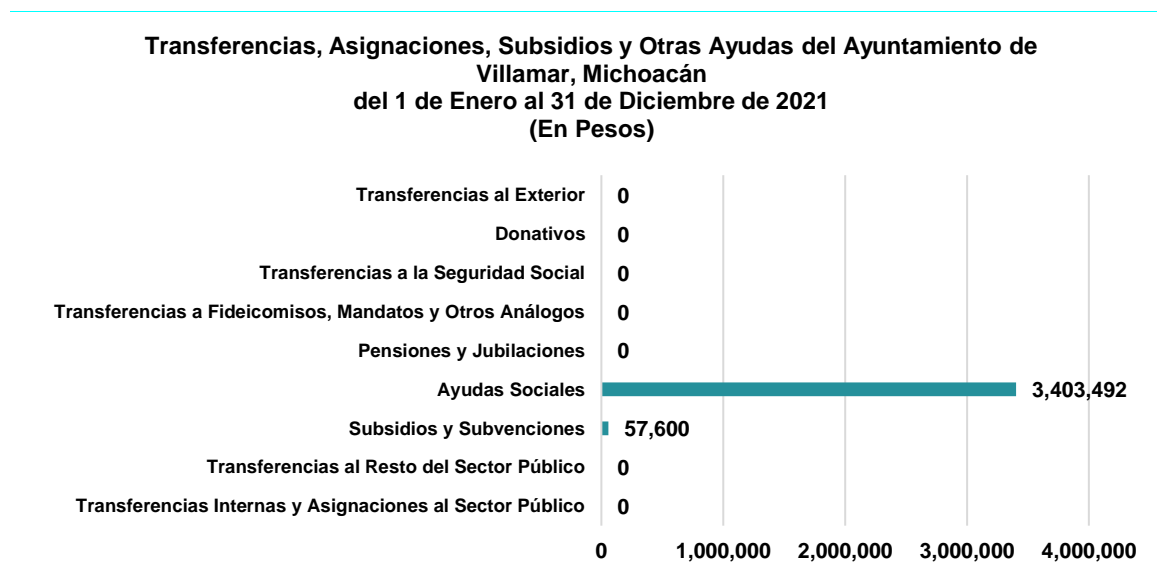 Transferencias, Asignaciones, Subsidios y Otras Ayudas del Ayuntamiento de
Villamar, Michoacán
del 1 de Enero al 31 de Diciembre de 2021
(En Pesos)
Transferencias al Exterior 0
Donativos 0
Transferencias a la Seguridad Social 0
Transferencias a Fideicomisos, Mandatos y Otros Análogos 0
Pensiones y Jubilaciones 0
Ayudas Sociales 3,403,492
Subsidios y Subvenciones 57,600
Transferencias al Resto del Sector Público 0
Transferencias Internas y Asignaciones al Sector Público 0
0 1,000,000 2,000,000 3,000,000 4,000,000